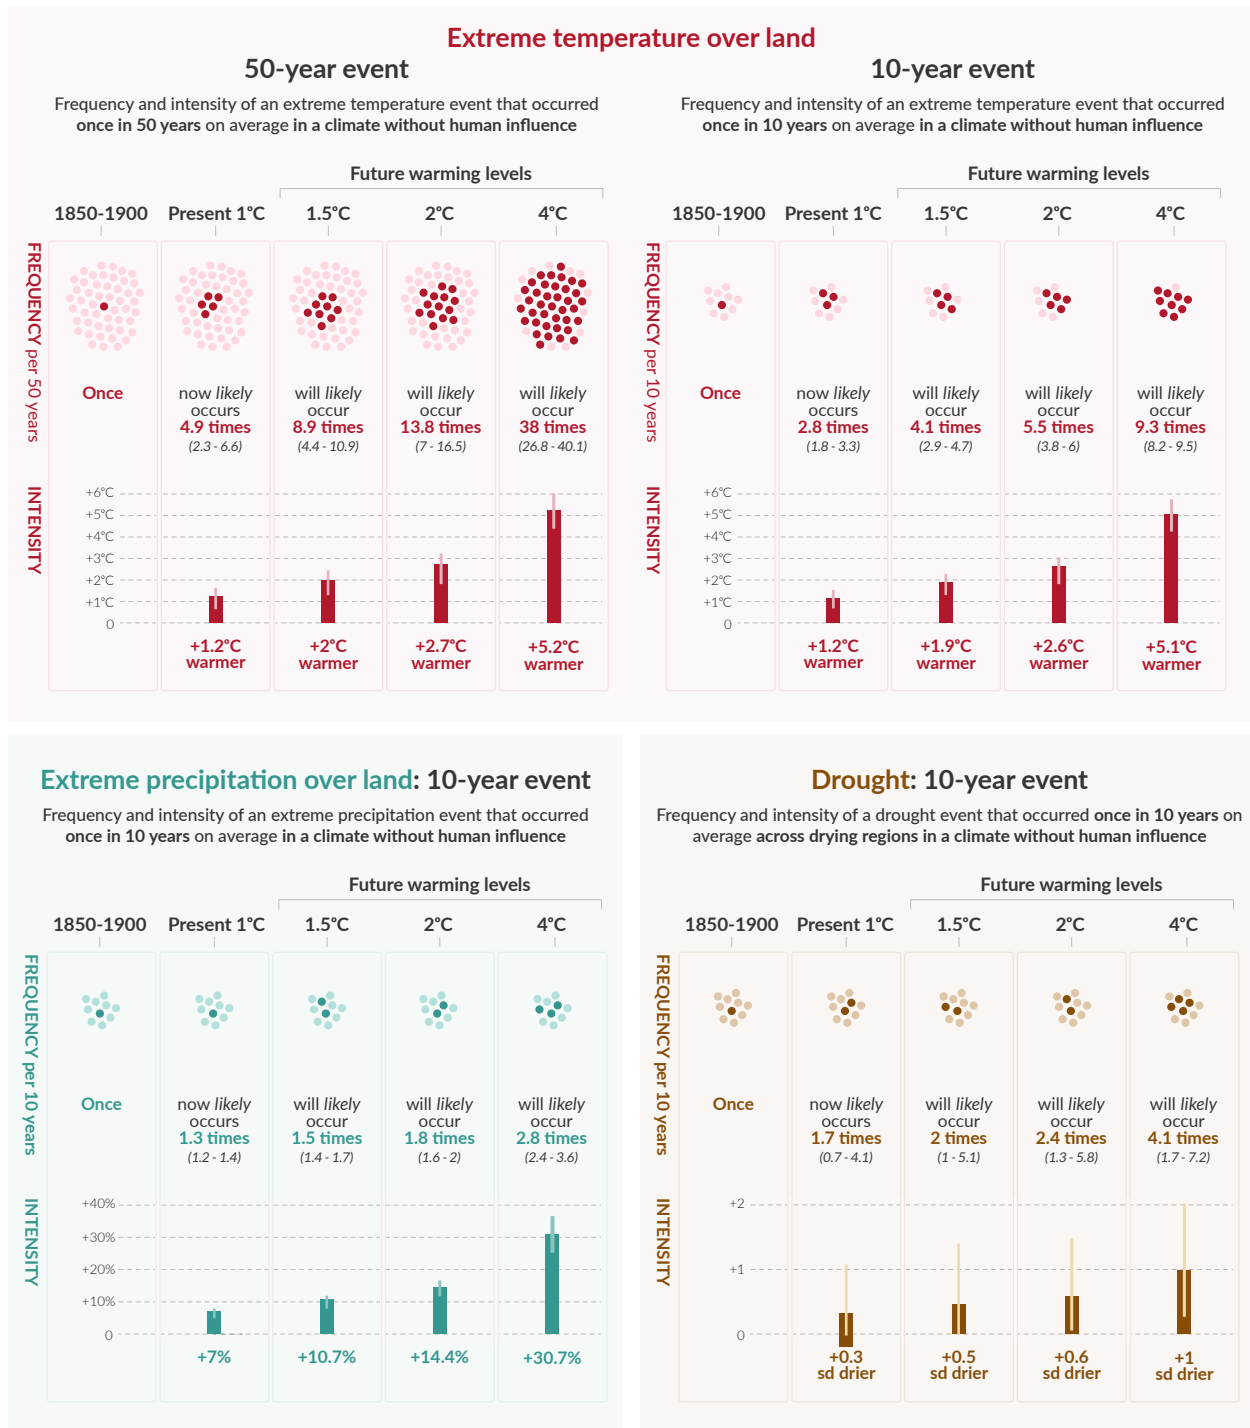 Extreme temperature over land
50-year event
Frequency and intensity of an extreme temperature event that occurred
once in 50 years on average in a climate without human influence
Future warming levels
1850-1900 Present 1°C 1.5°C 2°C 4°C
FREQUENCY per 50 years
Once
now likely occurs 4.9 times (2.3 - 6.6)
will likely occur 8.9 times (4.4 - 10.9)
will likely occur 13.8 times (7 - 16.5)
will likely occur 38 times (26.8 - 40.1)
INTENSITY
+6°C
+5°C
+4°C
+3°C
+2°C
+1°C
0
+1.2°C warmer
+2°C warmer
+2.7°C warmer
+5.2°C warmer
10-year event
Frequency and intensity of an extreme temperature event that occurred
once in 10 years on average in a climate without human influence
Future warming levels
1850-1900 Present 1°C 1.5°C 2°C 4°C
FREQUENCY per 10 years
Once
now likely occurs 2.8 times (1.8 - 3.3)
will likely occur 4.1 times (2.9 - 4.7)
will likely occur 5.5 times (3.8 - 6)
will likely occur 9.3 times (8.2 - 9.5)
INTENSITY
+6°C
+5°C
+4°C
+3°C
+2°C
+1°C
0
+1.2°C warmer
+1.9°C warmer
+2.6°C warmer
+5.1°C warmer
Extreme precipitation over land: 10-year event
Frequency and intensity of an extreme precipitation event that occurred
once in 10 years on average in a climate without human influence
Future warming levels
1850-1900 Present 1°C 1.5°C 2°C 4°C
FREQUENCY per 10 years
Once
now likely occurs 1.3 times (1.2 - 1.4)
will likely occur 1.5 times (1.4 - 1.7)
will likely occur 1.8 times (1.6 - 2)
will likely occur 2.8 times (2.4 - 3.6)
INTENSITY
+40%
+30%
+20%
+10%
0
+7% +10.7% +14.4% +30.7%
Drought: 10-year event
Frequency and intensity of a drought event that occurred once in 10 years on
average across drying regions in a climate without human influence
Future warming levels
1850-1900 Present 1°C 1.5°C 2°C 4°C
FREQUENCY per 10 years
Once
now likely occurs 1.7 times (0.7 - 4.1)
will likely occur 2 times (1 - 5.1)
will likely occur 2.4 times (1.3 - 5.8)
will likely occur 4.1 times (1.7 - 7.2)
INTENSITY
+2
+1
0
+0.3 sd drier
+0.5 sd drier
+0.6 sd drier
+1 sd drier